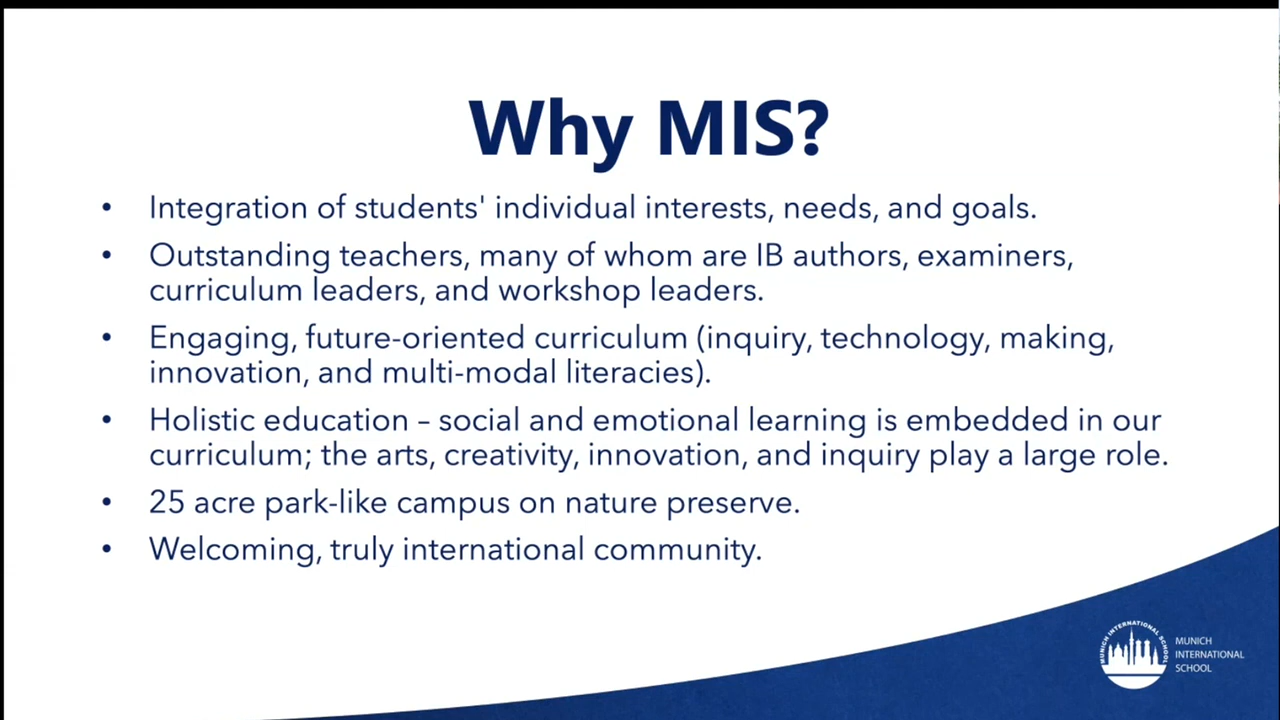 Why MIS?
• Integration of students' individual interests, needs, and goals.
• Outstanding teachers, many of whom are IB authors, examiners,
curriculum leaders, and workshop leaders.
• Engaging, future-oriented curriculum (inquiry, technology, making,
innovation, and multi-modal literacies).
• Holistic education – social and emotional learning is embedded in our
curriculum; the arts, creativity, innovation, and inquiry play a large role.
• 25 acre park-like campus on nature preserve.
• Welcoming, truly international community.
MUNICH INTERNATIONAL SCHOOL
MUNICH
INTERNATIONAL
SCHOOL